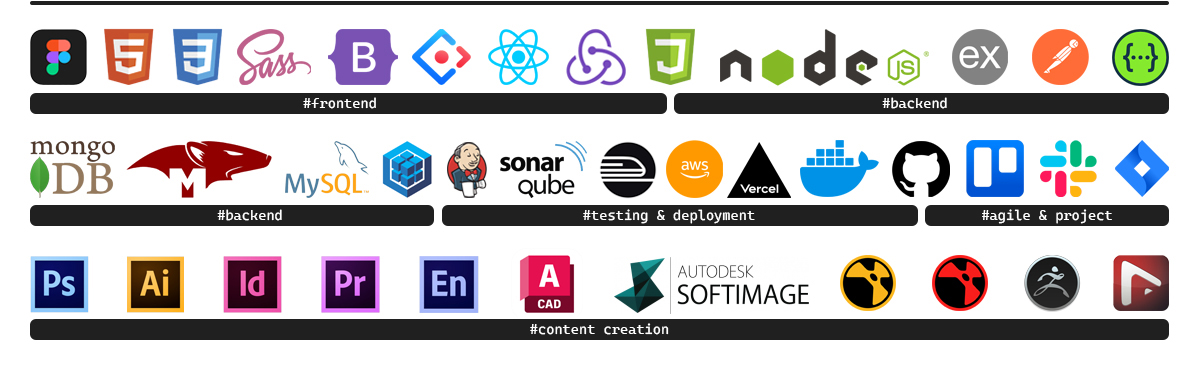 5 3 Sass B J node JS ® ex {···}
#frontend #backend
mongo DB M MySQL™ sonar qube aws Vercel
#backend #testing & deployment #agile & project
Ps Ai Id Pr En A CAD AUTODESK SOFTIMAGE
#content creation